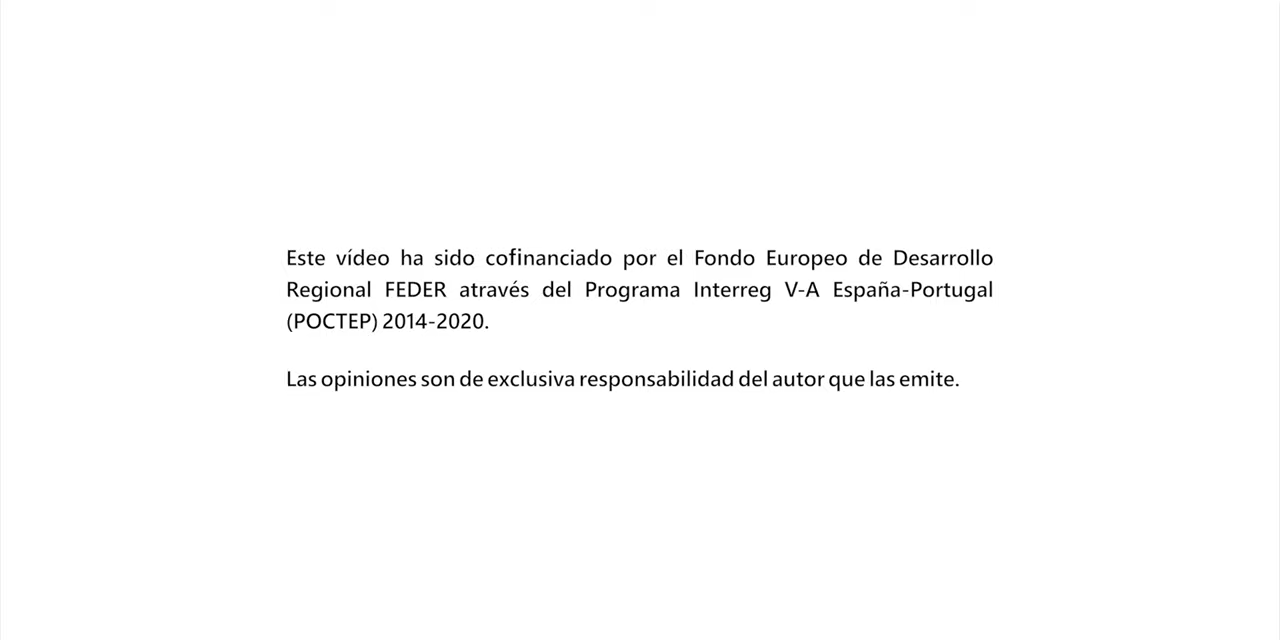 Este vídeo ha sido cofinanciado por el Fondo Europeo de Desarrollo
Regional FEDER através del Programa Interreg V-A España-Portugal
(POCTEP) 2014-2020.
Las opiniones son de exclusiva responsabilidad del autor que las emite.